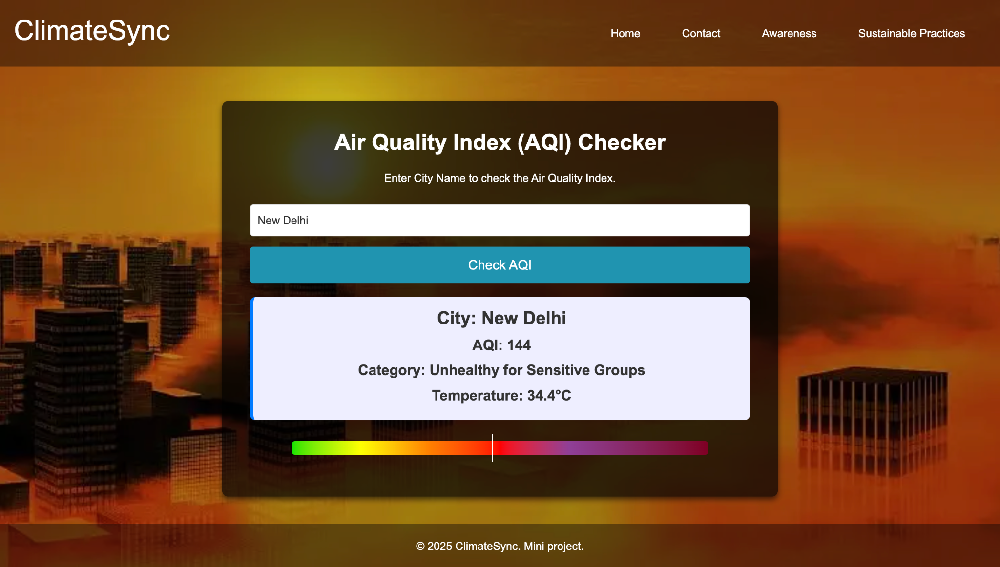 ClimateSync
Home
Contact
Awareness
Sustainable Practices
Air Quality Index (AQI) Checker
Enter City Name to check the Air Quality Index.
New Delhi
Check AQI
City: New Delhi
AQI: 144
Category: Unhealthy for Sensitive Groups
Temperature: 34.4°C
© 2025 ClimateSync. Mini project.